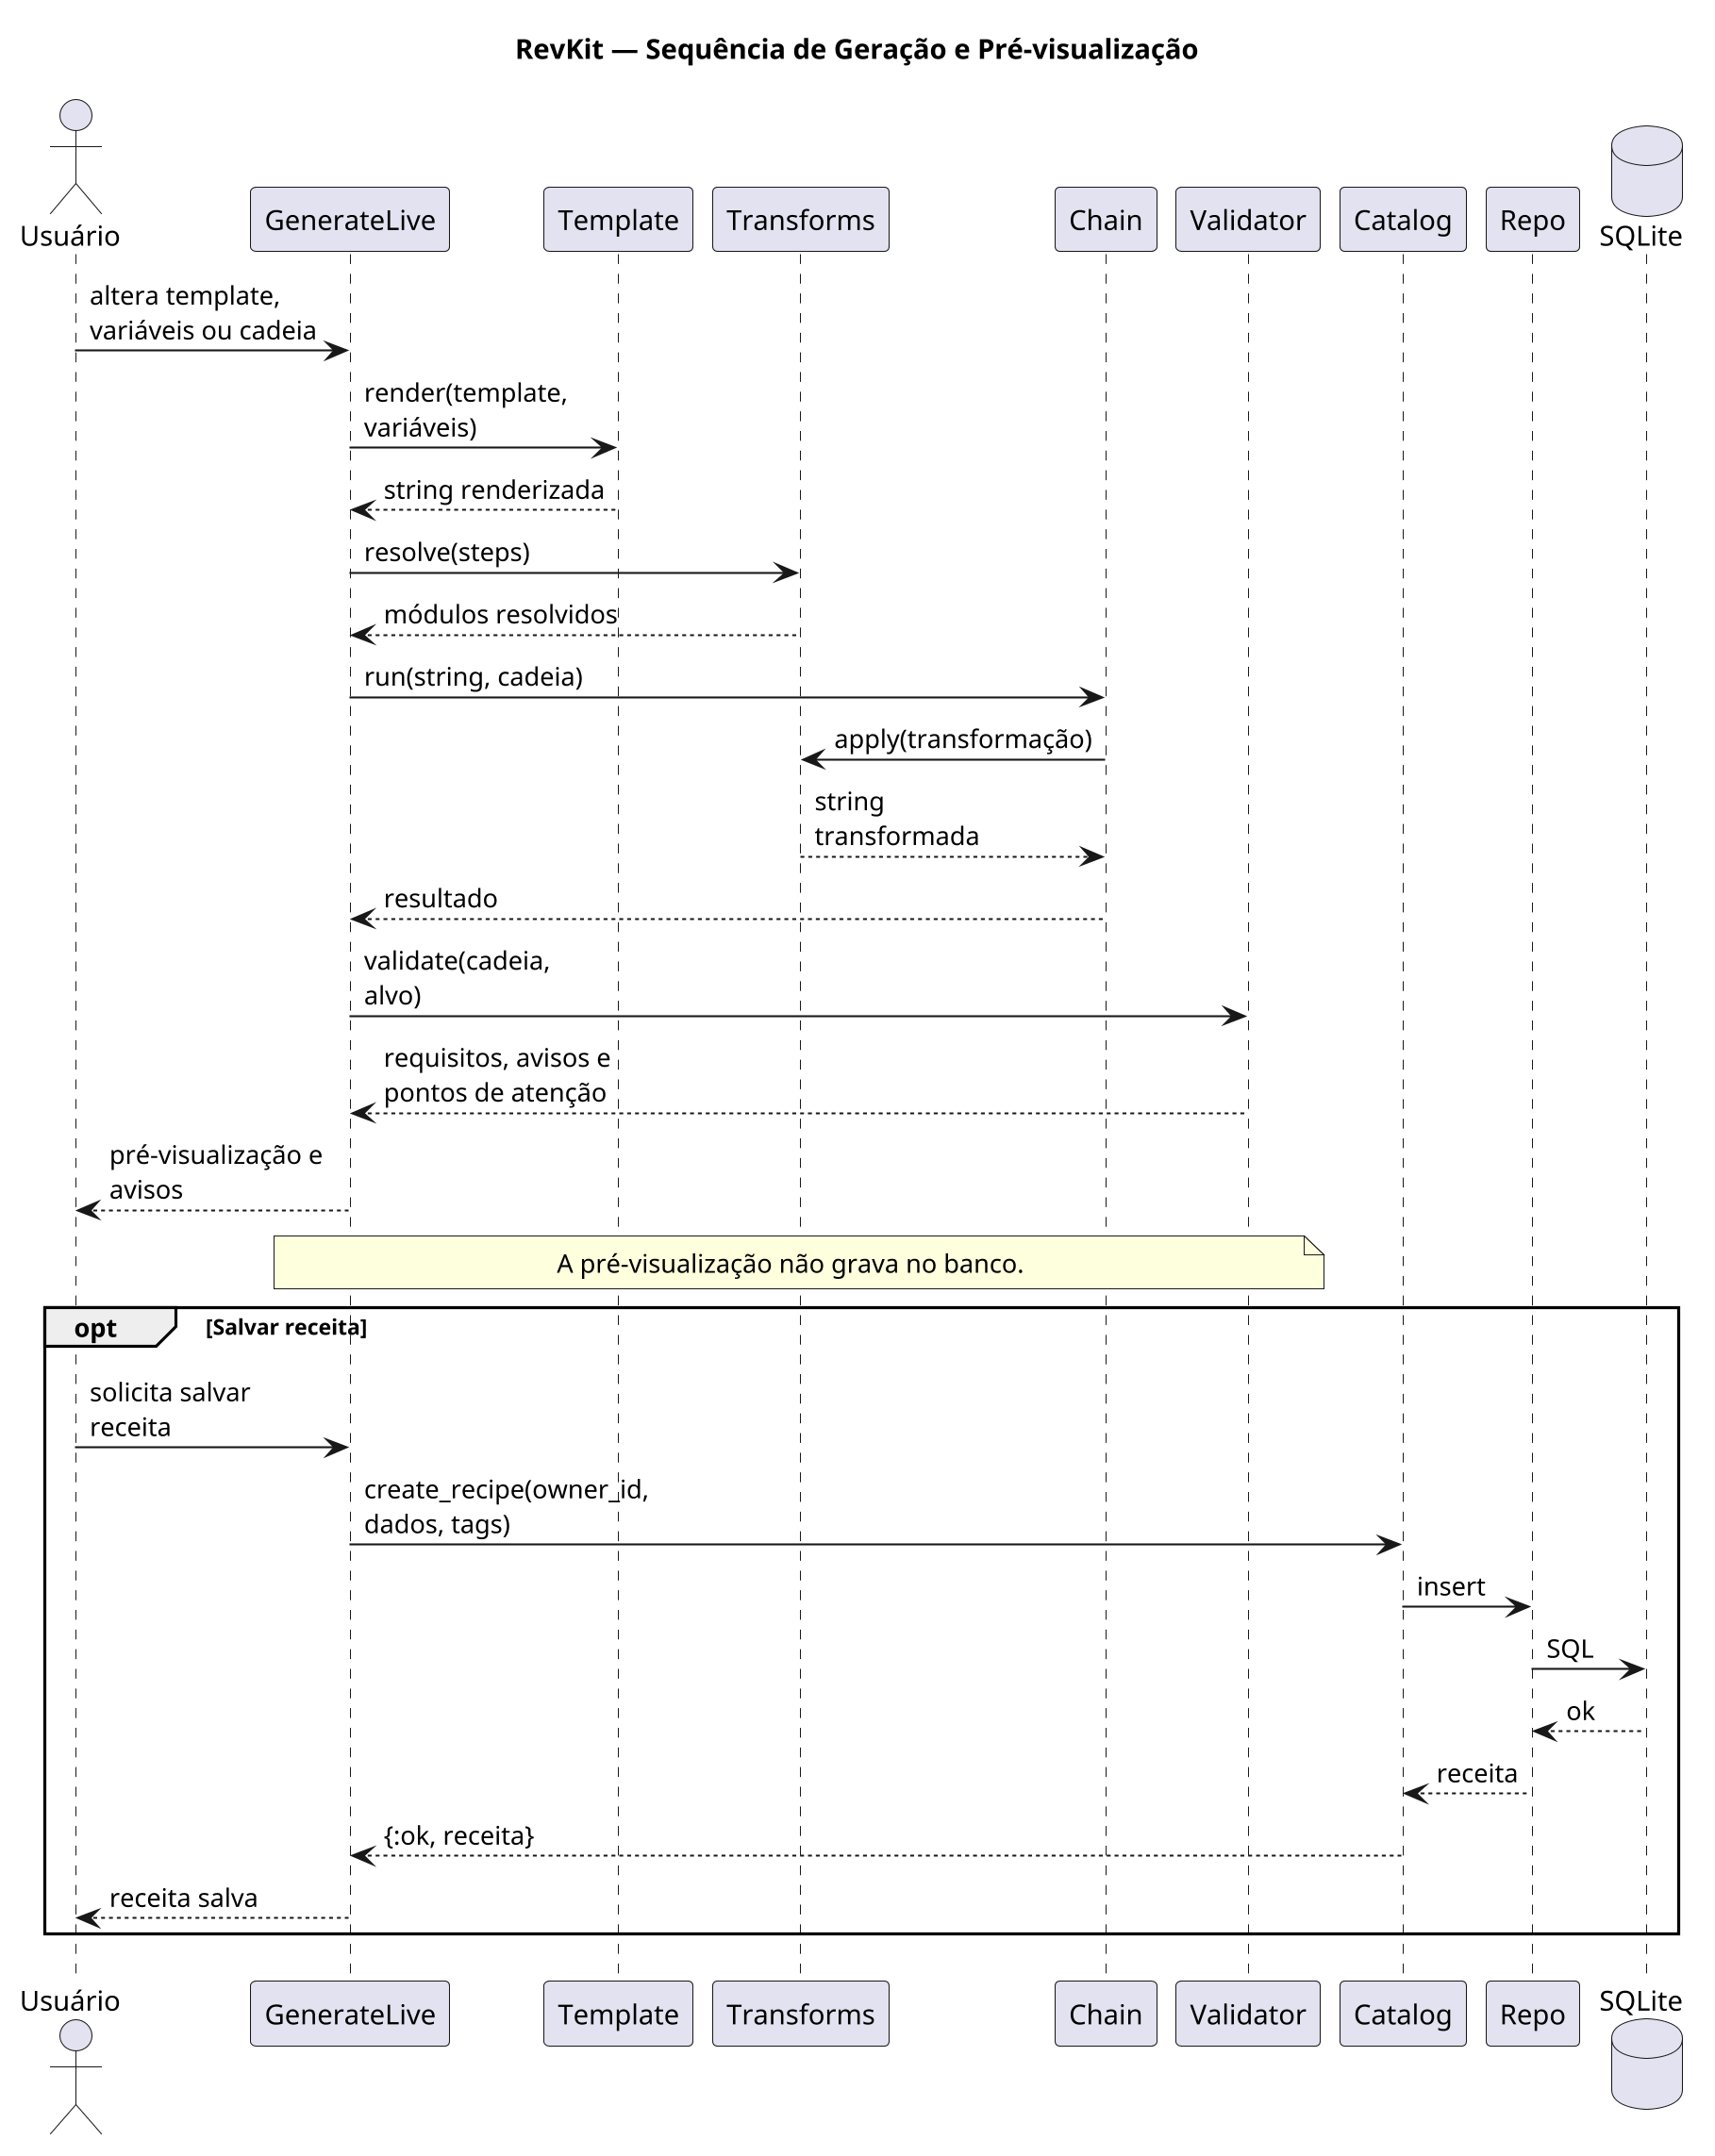 RevKit — Sequência de Geração e Pré-visualização
Usuário
GenerateLive
Template
Transforms
Chain
Validator
Catalog
Repo
SQLite
altera template,
variáveis ou cadeia
render(template,
variáveis)
string renderizada
resolve(steps)
módulos resolvidos
run(string, cadeia)
apply(transformação)
string
transformada
resultado
validate(cadeia,
alvo)
requisitos, avisos e
pontos de atenção
pré-visualização e
avisos
A pré-visualização não grava no banco.
opt
[Salvar receita]
solicita salvar
receita
create_recipe(owner_id,
dados, tags)
insert
SQL
ok
receita
{:ok, receita}
receita salva
Usuário
GenerateLive
Template
Transforms
Chain
Validator
Catalog
Repo
SQLite